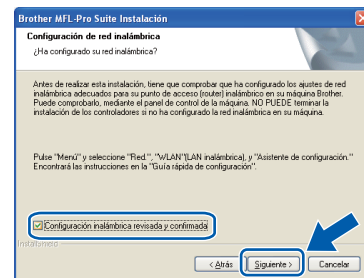 Brother MFL-Pro Suite Instalación
Configuración de red inalámbrica
¿Ha configurado su red inalámbrica?
Antes de realizar esta instalación, tiene que comprobar que ha configurado los ajustes de red
inalámbrica adecuados para su punto de acceso (router) inalámbrico en su máquina Brother.
Puede comprobarlo, mediante el panel de control de la máquina. NO PUEDE terminar la
instalación de los controladores si no ha configurado la red inalámbrica en su máquina.
Pulse "Menú" y seleccione "Red.", "WLAN"(LAN inalámbrica), y "Asistente de configuración."
Encontrará las instrucciones en la "Guía rápida de configuración".
Configuración inalámbrica revisada y confirmada
InstallShield
< Atrás
Siguiente >
Cancelar